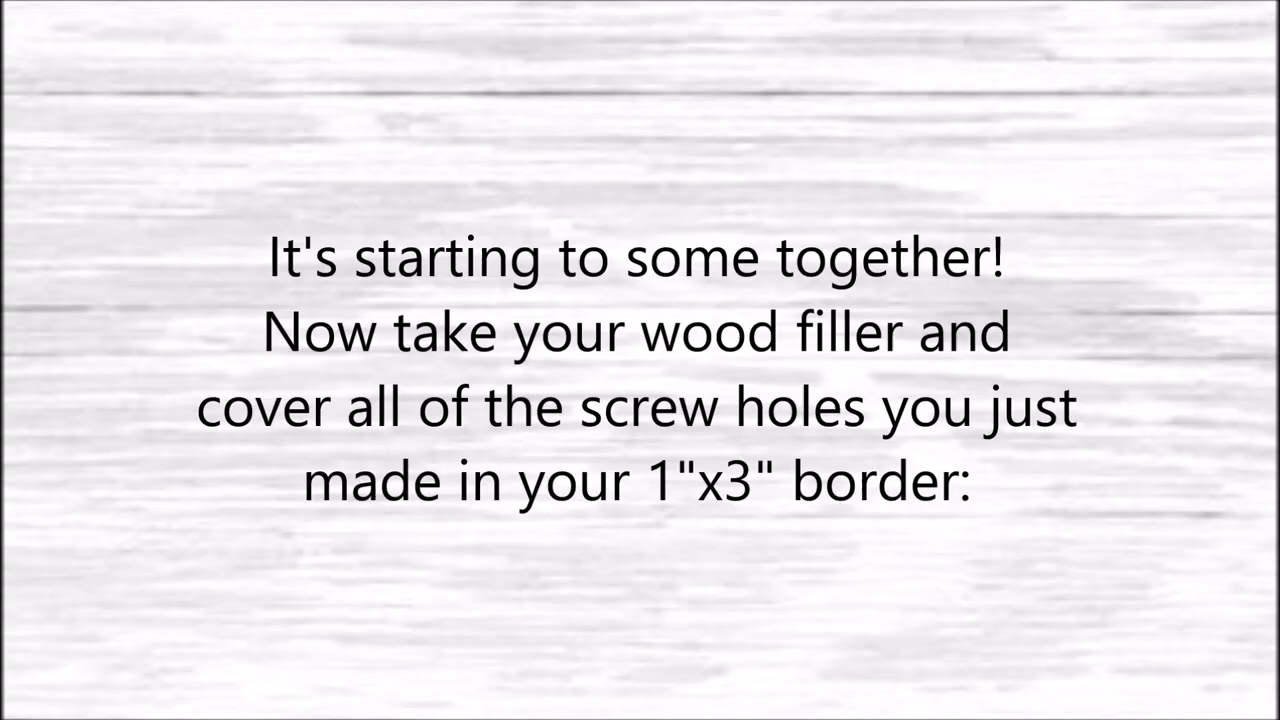 It's starting to some together!
Now take your wood filler and
cover all of the screw holes you just
made in your 1"x3" border: